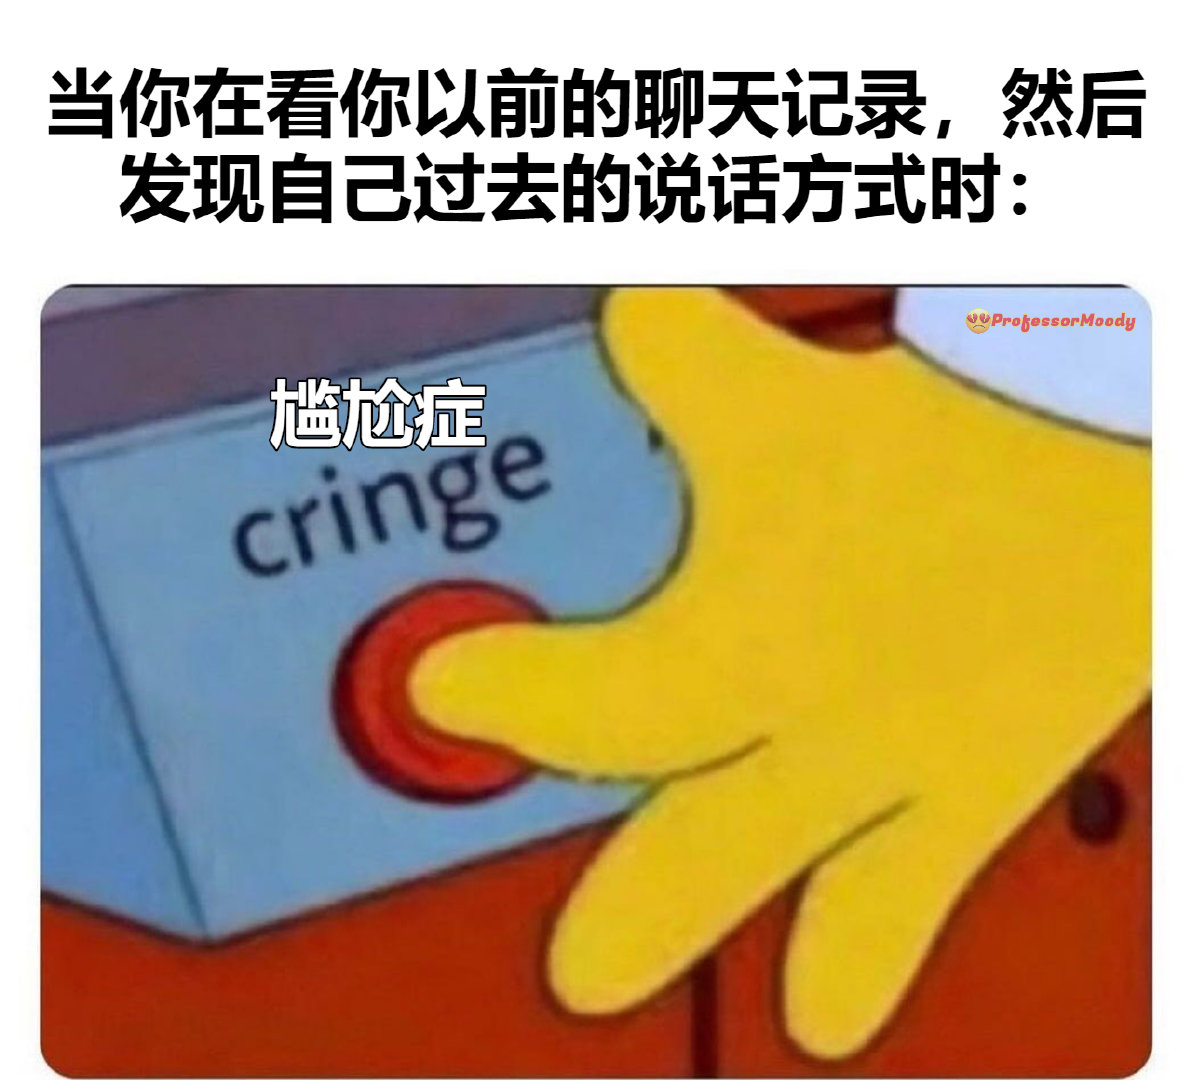 当你在看你以前的聊天记录，然后
发现自己过去的说话方式时：
ProfessorMoody
尴尬症
cringe